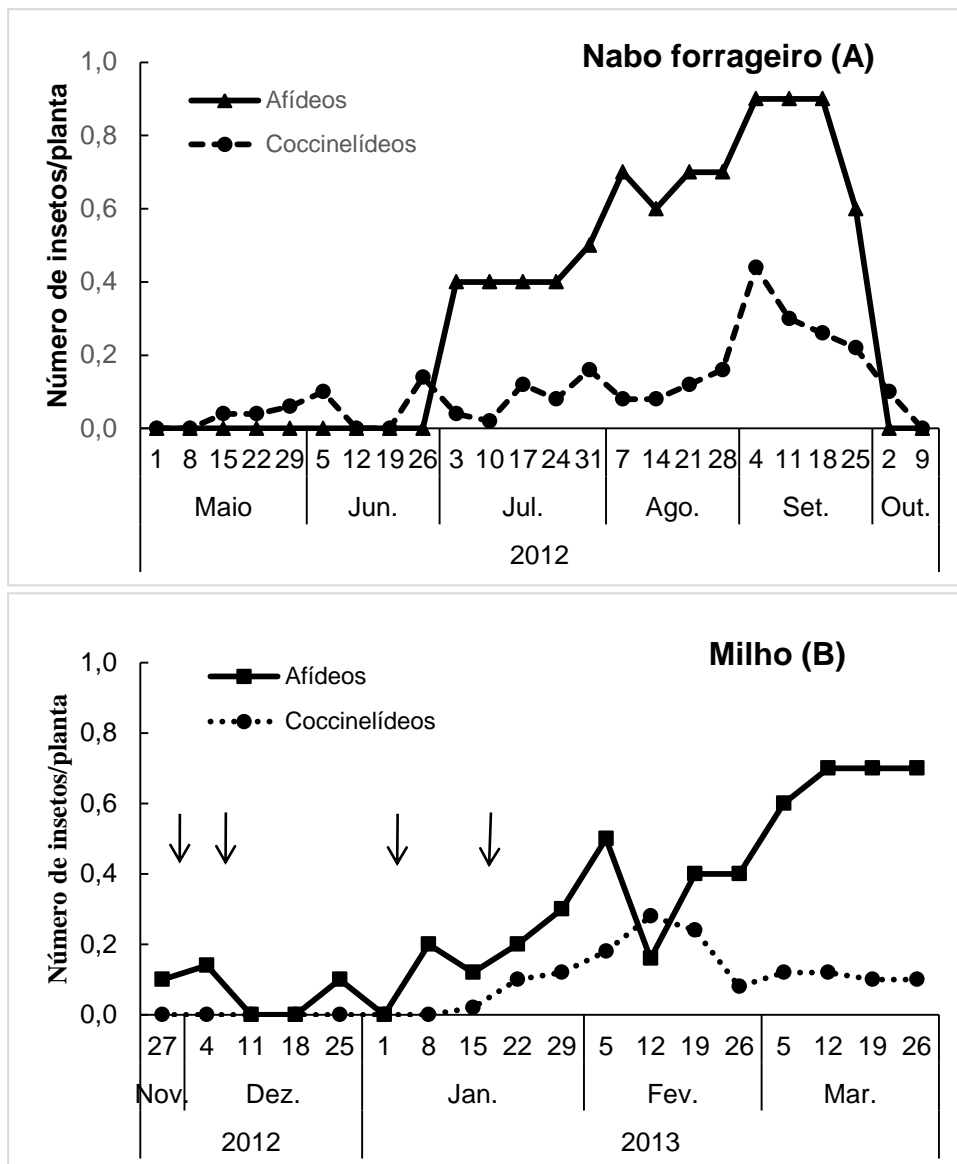 Nabo forrageiro (A)
Número de insetos/planta
Afídeos
Coccinelídeos
1,0
0,8
0,6
0,4
0,2
0,0
1 8 15 22 29 5 12 19 26 3 10 17 24 31 7 14 21 28 4 11 18 25 2 9
Maio Jun. Jul. Ago. Set. Out.
2012
Milho (B)
Número de insetos/planta
Afídeos
Coccinelídeos
1,0
0,8
0,6
0,4
0,2
0,0
27 4 11 18 25 1 8 15 22 29 5 12 19 26 5 12 19 26
Nov. Dez. Jan. Fev. Mar.
2012 2013